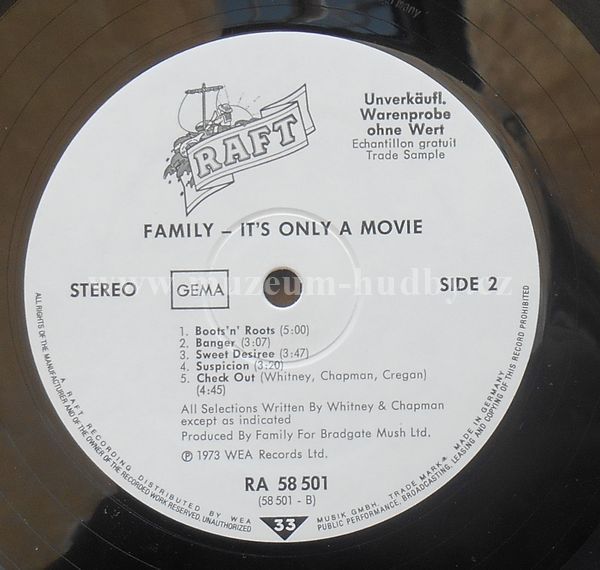 RAFT
Unverkäufl.
Warenprobe
ohne Wert
Echantillon gratuit
Trade Sample
FAMILY – IT'S ONLY A MOVIE
www.muzeum-hudby.cz
STEREO
GEMA
SIDE 2
1. Boots'n' Roots (5:00)
2. Banger (3:07)
3. Sweet Desiree (3:47)
4. Suspicion (3:20)
5. Check Out (Whitney, Chapman, Cregan)
(4:45)
All Selections Written By Whitney & Chapman
except as indicated
Produced By Family For Bradgate Mush Ltd.
℗ 1973 WEA Records Ltd.
RA 58 501
(58 501 - B)
33
A RAFT RECORDING DISTRIBUTED BY WEA MUSIK GMBH. TRADE MARK® MADE IN GERMANY
ALL RIGHTS OF THE MANUFACTURER AND OF THE OWNER OF THE RECORDED WORK RESERVED, UNAUTHORIZED PUBLIC PERFORMANCE, BROADCASTING, LEASING AND COPYING OF THIS RECORD PROHIBITED